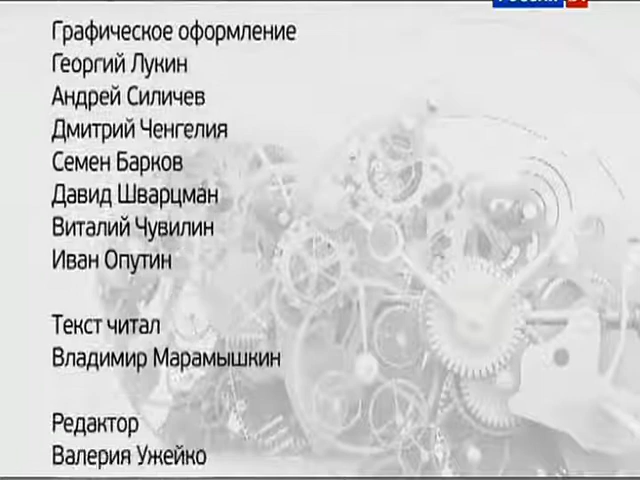 Графическое оформление
Георгий Лукин
Андрей Силичев
Дмитрий Ченгелия
Семен Барков
Давид Шварцман
Виталий Чувилин
Иван Опутин
Текст читал
Владимир Марамышкин
Редактор
Валерия Ужейко